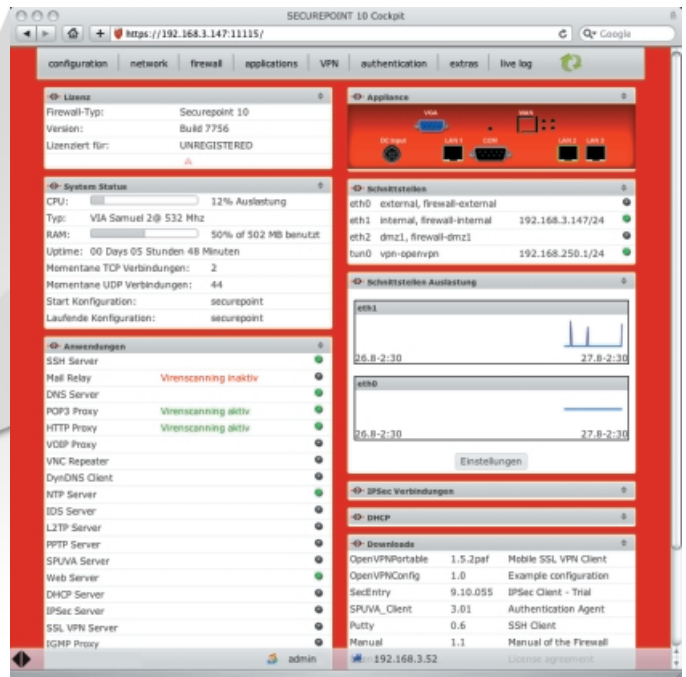 SECUREPOINT 10 Cockpit
https://192.168.3.147:11115/
Google
configuration network firewall applications VPN authentication extras live log
Lizenz
Firewall-Typ: Securepoint 10
Version: Build 7756
Lizenziert für: UNREGISTERED
System Status
CPU: 12% Auslastung
Typ: VIA Samuel 2@ 532 Mhz
RAM: 50% of 502 MB benutzt
Uptime: 00 Days 05 Stunden 48 Minuten
Momentane TCP Verbindungen: 2
Momentane UDP Verbindungen: 44
Start Konfiguration: securepoint
Laufende Konfiguration: securepoint
Anwendungen
SSH Server
Mail Relay Virenscanning inaktiv
DNS Server
POP3 Proxy Virenscanning aktiv
HTTP Proxy Virenscanning aktiv
VOIP Proxy
VNC Repeater
DynDNS Client
NTP Server
IDS Server
L2TP Server
PPTP Server
SPUVA Server
Web Server
DHCP Server
IPSec Server
SSL VPN Server
IGMP Proxy
Appliance
VGA WAN
DC Input LAN 1 COM LAN 2 LAN 3
Schnittstellen
eth0 external, firewall-external
eth1 internal, firewall-internal 192.168.3.147/24
eth2 dmz1, firewall-dmz1
tun0 vpn-openvpn 192.168.250.1/24
Schnittstellen Auslastung
eth1
26.8-2:30 27.8-2:30
eth0
26.8-2:30 27.8-2:30
Einstellungen
IPSec Verbindungen
DHCP
Downloads
OpenVPNPortable 1.5.2paf Mobile SSL VPN Client
OpenVPNConfig 1.0 Example configuration
SecEntry 9.10.055 IPSec Client - Trial
SPUVA_Client 3.01 Authentication Agent
Putty 0.6 SSH Client
Manual 1.1 Manual of the Firewall
License agreement
admin 192.168.3.52